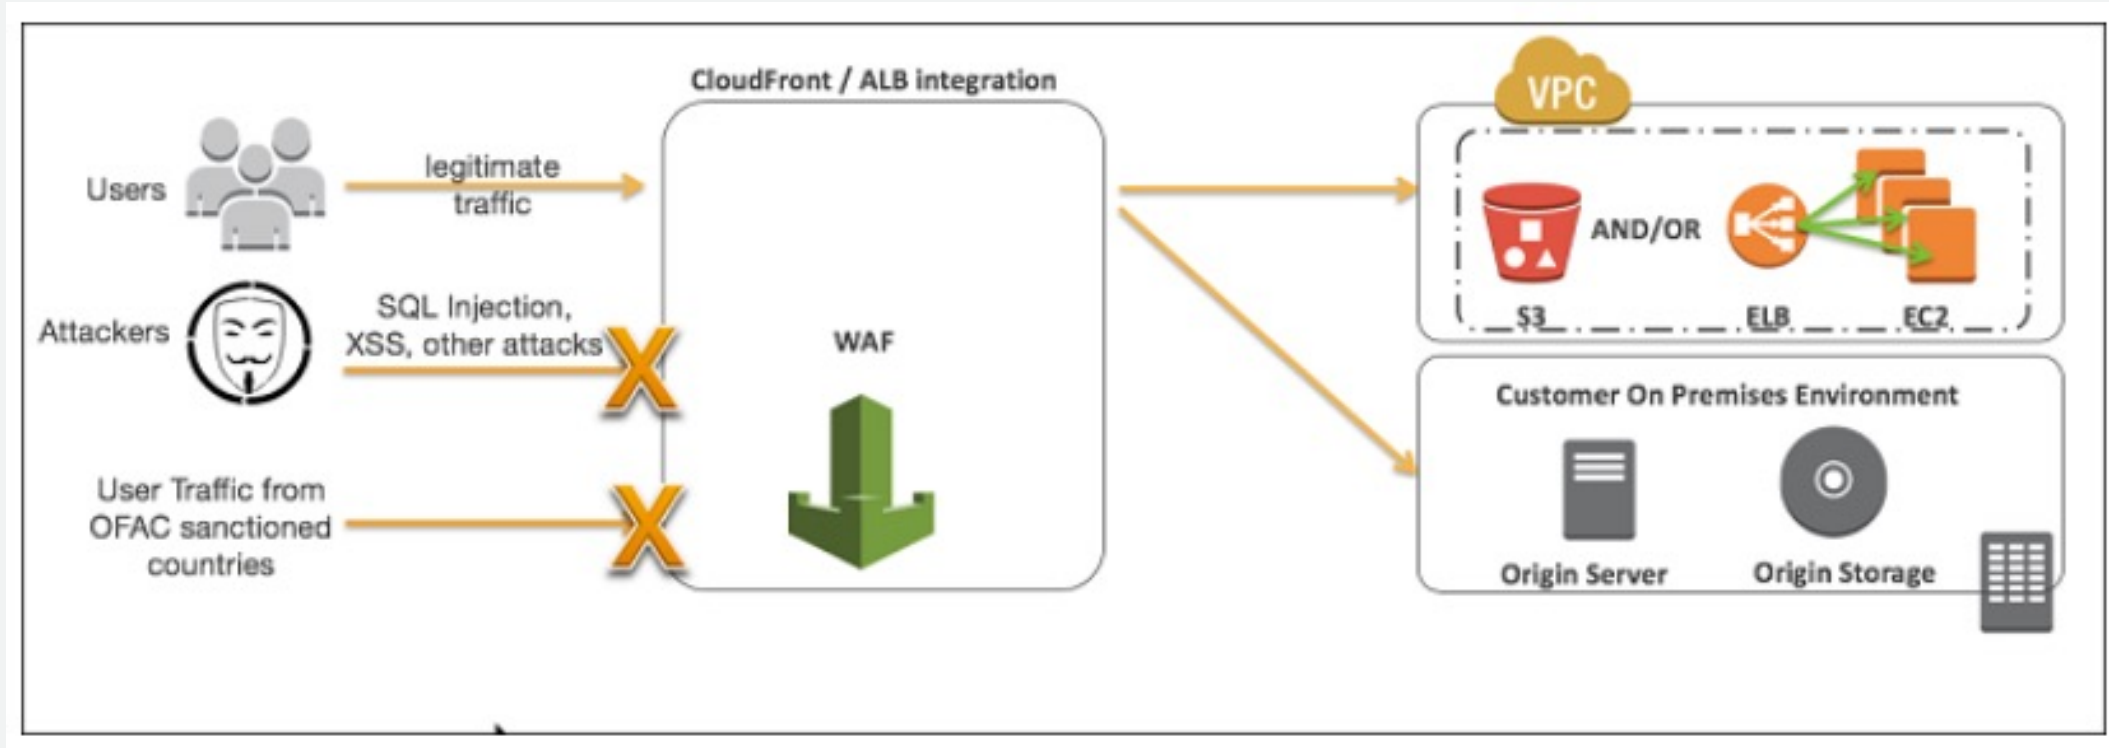 CloudFront / ALB integration
VPC
Users
legitimate
traffic
AND/OR
S3
ELB
EC2
Attackers
SQL Injection,
XSS, other attacks
X
WAF
Customer On Premises Environment
User Traffic from
OFAC sanctioned
countries
X
Origin Server
Origin Storage